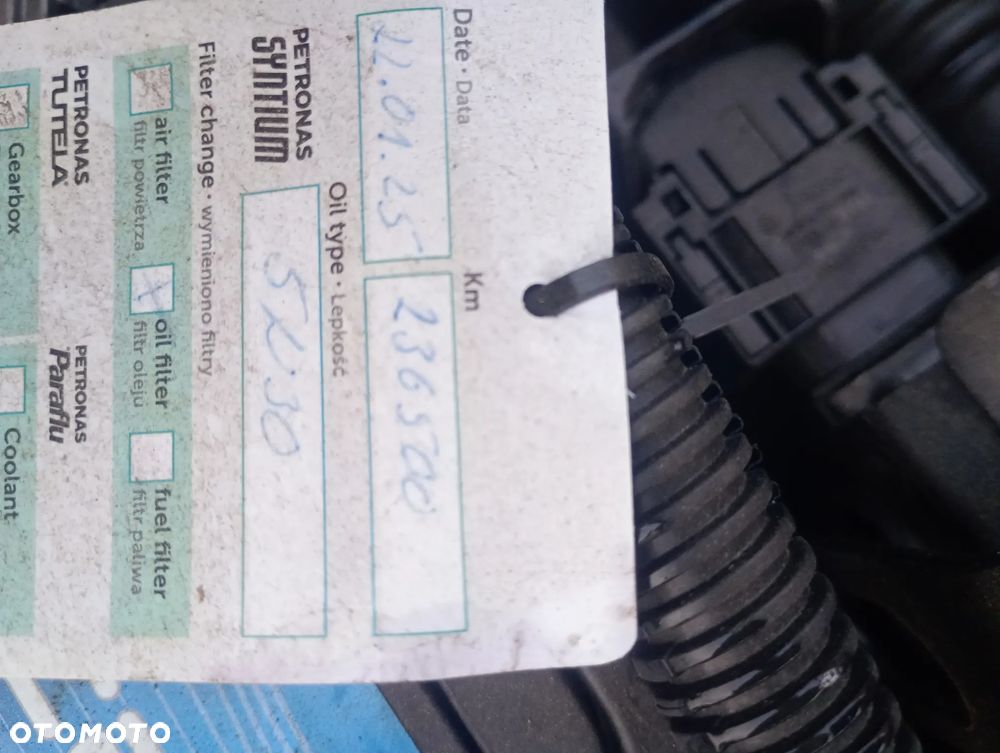 Date • Data
Km
22.01.25
236500
Oil type • Lepkość
PETRONAS
SYNTIUM
5W30
Filter change • wymieniono filtry
air filter
filtr powietrza
X
oil filter
filtr oleju
fuel filter
filtr paliwa
PETRONAS
TUTELA
PETRONAS
Paraflu
Gearbox
Coolant
OTOMOTO